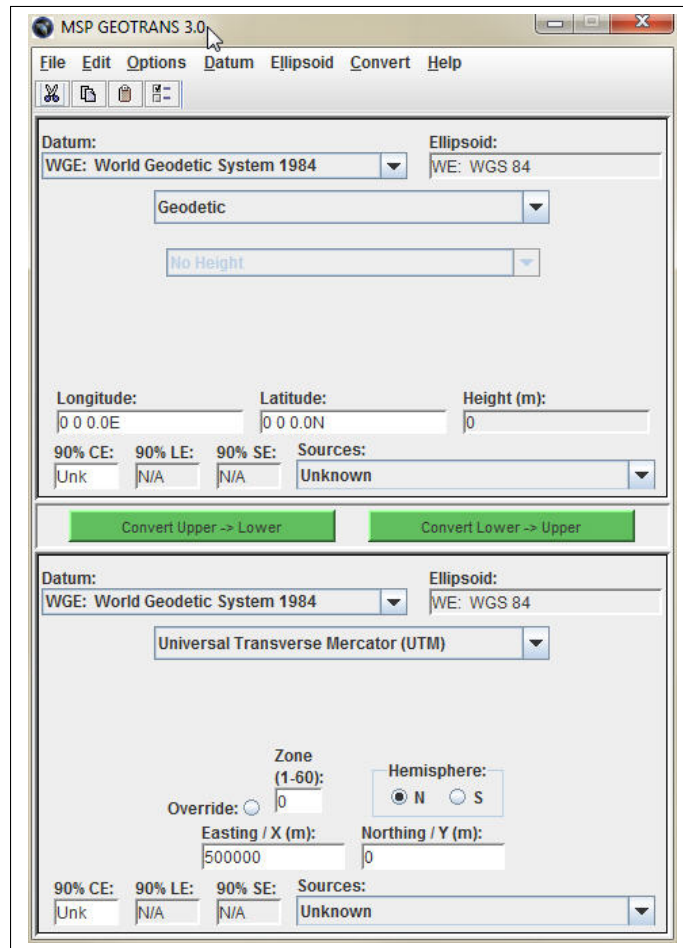 MSP GEOTRANS 3.0
File Edit Options Datum Ellipsoid Convert Help
Datum: Ellipsoid:
WGE: World Geodetic System 1984 WE: WGS 84
Geodetic
No Height
Longitude: Latitude: Height (m):
0 0 0.0E 0 0 0.0N 0
90% CE: 90% LE: 90% SE: Sources:
Unk N/A N/A Unknown
Convert Upper -> Lower Convert Lower -> Upper
Datum: Ellipsoid:
WGE: World Geodetic System 1984 WE: WGS 84
Universal Transverse Mercator (UTM)
Zone
(1-60): Hemisphere:
Override: 0 N S
Easting / X (m): Northing / Y (m):
500000 0
90% CE: 90% LE: 90% SE: Sources:
Unk N/A N/A Unknown